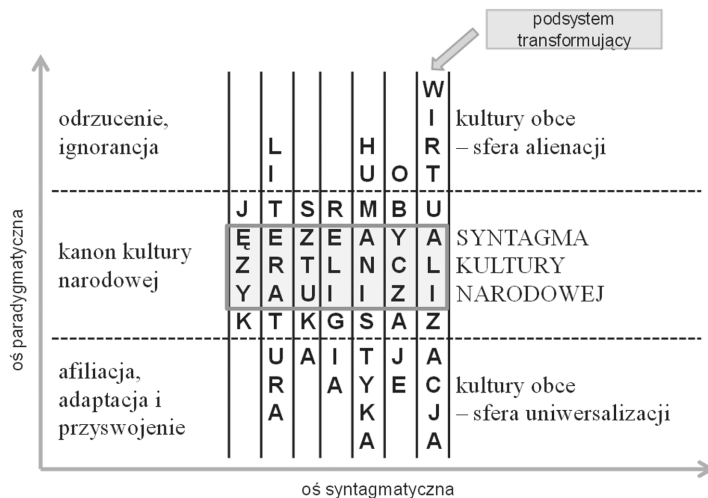 podsystem
transformujący
oś paradygmatyczna
odrzucenie,
ignorancja
kanon kultury
narodowej
afiliacja,
adaptacja i
przyswojenie
JĘZYK
LITERATURA
SZTUKA
RELIGIA
HUMANISTYKA
OBYCZAJE
WIRTUALIZACJA
kultury obce
– sfera alienacji
SYNTAGMA
KULTURY
NARODOWEJ
kultury obce
– sfera uniwersalizacji
oś syntagmatyczna